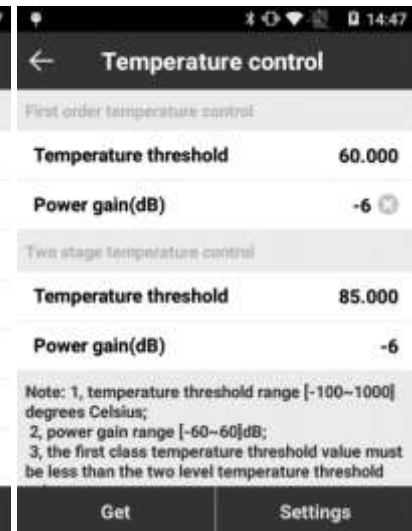 14:47
Temperature control
First order temperature control
Temperature threshold 60.000
Power gain(dB) -6
Two stage temperature control
Temperature threshold 85.000
Power gain(dB) -6
Note: 1, temperature threshold range [-100~1000]
degrees Celsius;
2, power gain range [-60~60]dB;
3, the first class temperature threshold value must
be less than the two level temperature threshold
Get Settings